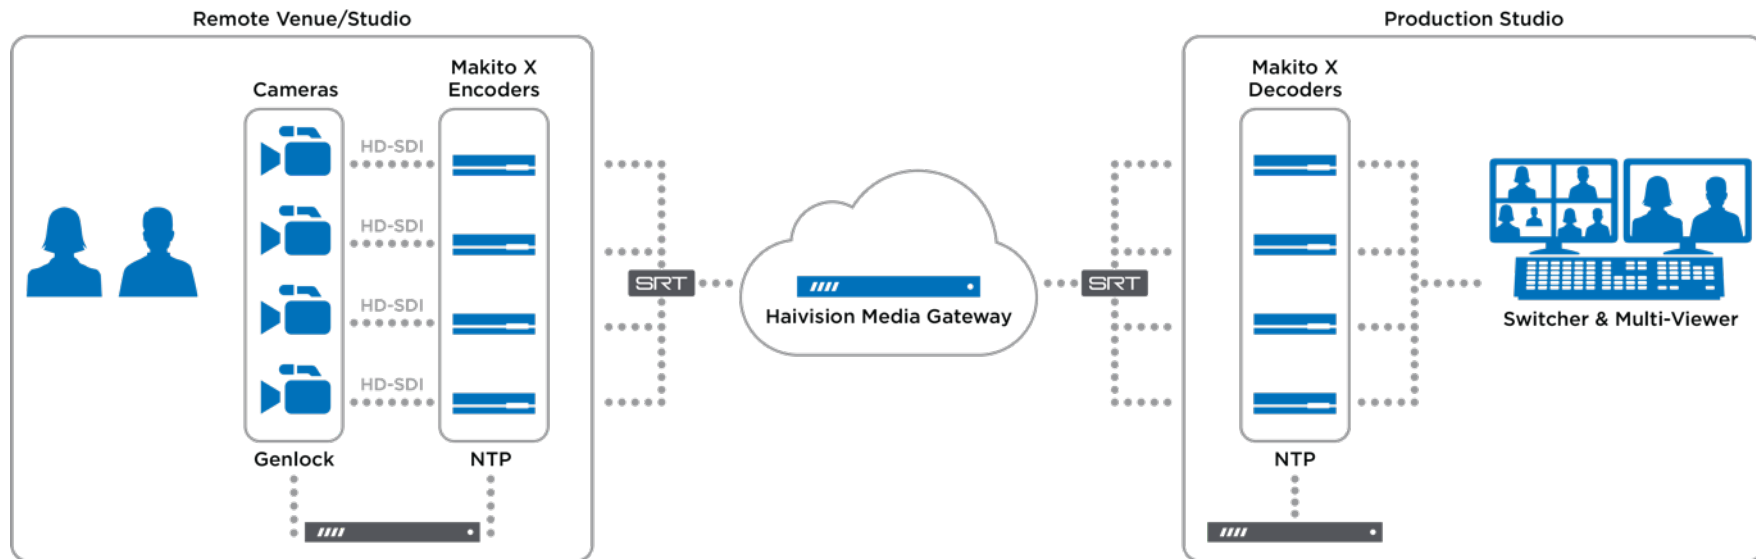 Remote Venue/Studio
Production Studio
Cameras
Makito X
Encoders
HD-SDI
HD-SDI
HD-SDI
HD-SDI
Genlock
NTP
SRT
Haivision Media Gateway
SRT
Makito X
Decoders
NTP
Switcher & Multi-Viewer